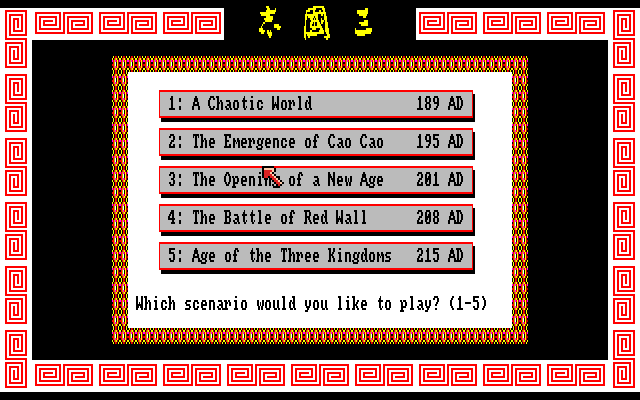 志國三
1: A Chaotic World 189 AD
2: The Emergence of Cao Cao 195 AD
3: The Opening of a New Age 201 AD
4: The Battle of Red Wall 208 AD
5: Age of the Three Kingdoms 215 AD
Which scenario would you like to play? (1-5)